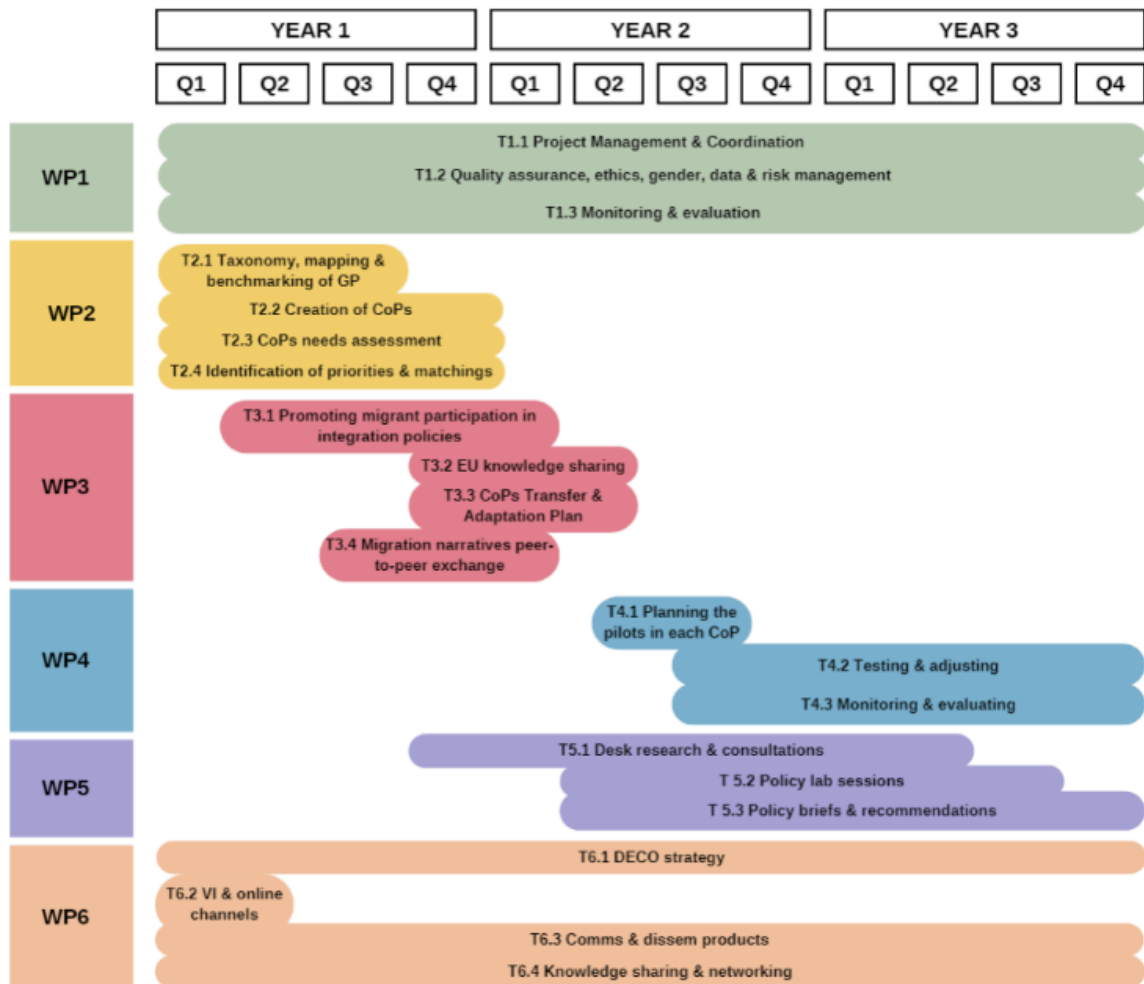 YEAR 1
YEAR 2
YEAR 3
Q1
Q2
Q3
Q4
Q1
Q2
Q3
Q4
Q1
Q2
Q3
Q4
WP1
T1.1 Project Management & Coordination
T1.2 Quality assurance, ethics, gender, data & risk management
T1.3 Monitoring & evaluation
WP2
T2.1 Taxonomy, mapping &
benchmarking of GP
T2.2 Creation of CoPs
T2.3 CoPs needs assessment
T2.4 Identification of priorities & matchings
WP3
T3.1 Promoting migrant participation in
integration policies
T3.2 EU knowledge sharing
T3.3 CoPs Transfer &
Adaptation Plan
T3.4 Migration narratives peer-
to-peer exchange
WP4
T4.1 Planning the
pilots in each CoP
T4.2 Testing & adjusting
T4.3 Monitoring & evaluating
WP5
T5.1 Desk research & consultations
T 5.2 Policy lab sessions
T 5.3 Policy briefs & recommendations
WP6
T6.1 DECO strategy
T6.2 VI & online
channels
T6.3 Comms & dissem products
T6.4 Knowledge sharing & networking